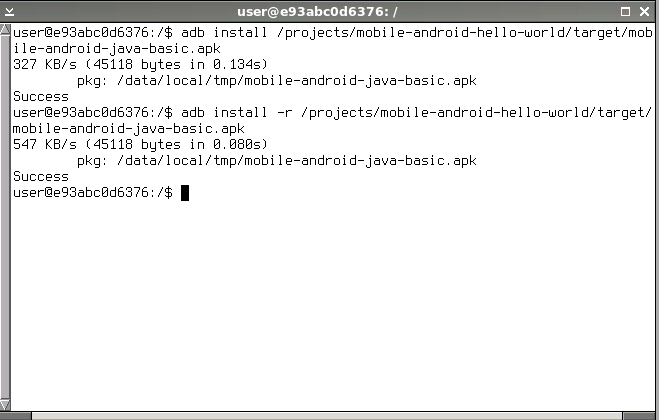 user@e93abc0d6376: /
user@e93abc0d6376:/$ adb install /projects/mobile-android-hello-world/target/mob
ile-android-java-basic.apk
327 KB/s (45118 bytes in 0.134s)
        pkg: /data/local/tmp/mobile-android-java-basic.apk
Success
user@e93abc0d6376:/$ adb install -r /projects/mobile-android-hello-world/target/
mobile-android-java-basic.apk
547 KB/s (45118 bytes in 0.080s)
        pkg: /data/local/tmp/mobile-android-java-basic.apk
Success
user@e93abc0d6376:/$